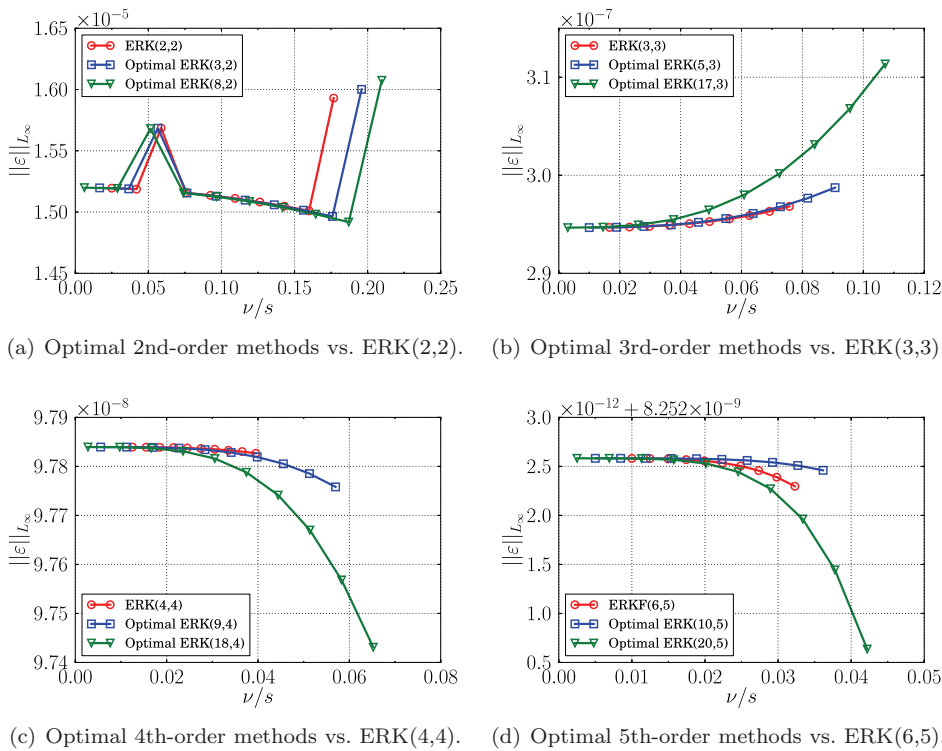 ×10⁻⁵
1.65
1.60
1.55
1.50
1.45
||ε||L∞
ERK(2,2)
Optimal ERK(3,2)
Optimal ERK(8,2)
0.00 0.05 0.10 0.15 0.20 0.25
ν/s
(a) Optimal 2nd-order methods vs. ERK(2,2).
×10⁻⁷
3.1
3.0
2.9
||ε||L∞
ERK(3,3)
Optimal ERK(5,3)
Optimal ERK(17,3)
0.00 0.02 0.04 0.06 0.08 0.10 0.12
ν/s
(b) Optimal 3rd-order methods vs. ERK(3,3)
×10⁻⁸
9.79
9.78
9.77
9.76
9.75
9.74
||ε||L∞
ERK(4,4)
Optimal ERK(9,4)
Optimal ERK(18,4)
0.00 0.02 0.04 0.06 0.08
ν/s
(c) Optimal 4th-order methods vs. ERK(4,4).
×10⁻¹² + 8.252×10⁻⁹
3.0
2.5
2.0
1.5
1.0
0.5
||ε||L∞
ERKF(6,5)
Optimal ERK(10,5)
Optimal ERK(20,5)
0.00 0.01 0.02 0.03 0.04 0.05
ν/s
(d) Optimal 5th-order methods vs. ERK(6,5)